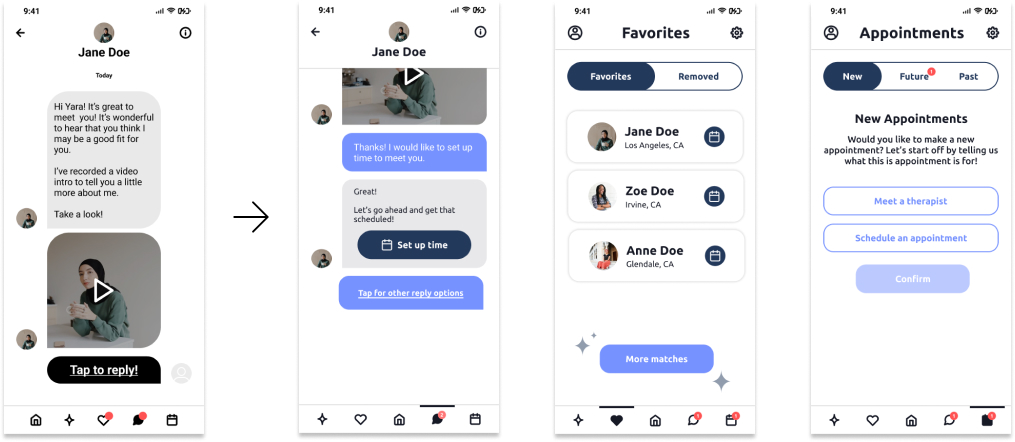 9:41
Jane Doe
Today
Hi Yara! It's great to
meet you! It's wonderful
to hear that you think I
may be a good fit for
you.
I've recorded a video
intro to tell you a little
more about me.
Take a look!
Tap to reply!
9:41
Jane Doe
Thanks! I would like to set up
time to meet you.
Great!
Let's go ahead and get that
scheduled!
Set up time
Tap for other reply options
9:41
Favorites
Favorites
Removed
Jane Doe
Los Angeles, CA
Zoe Doe
Irvine, CA
Anne Doe
Glendale, CA
More matches
1
1
9:41
Appointments
New
Future
1
Past
New Appointments
Would you like to make a new
appointment? Let's start off by telling us
what this is appointment is for!
Meet a therapist
Schedule an appointment
Confirm
1
1